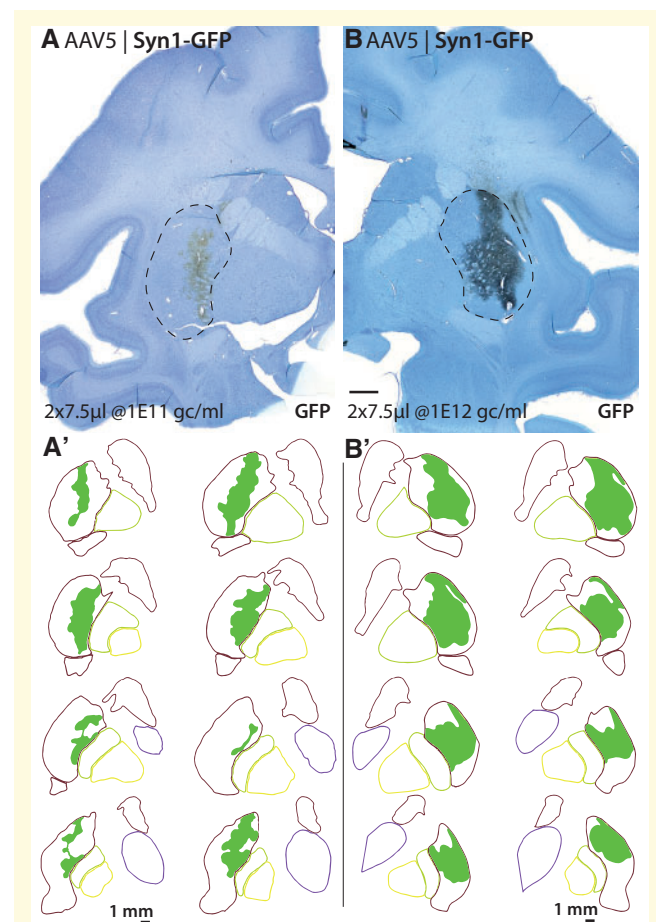 A AAV5 | Syn1-GFP
B AAV5 | Syn1-GFP
2x7.5µl @1E11 gc/ml GFP
2x7.5µl @1E12 gc/ml GFP
A'
B'
1 mm
1 mm